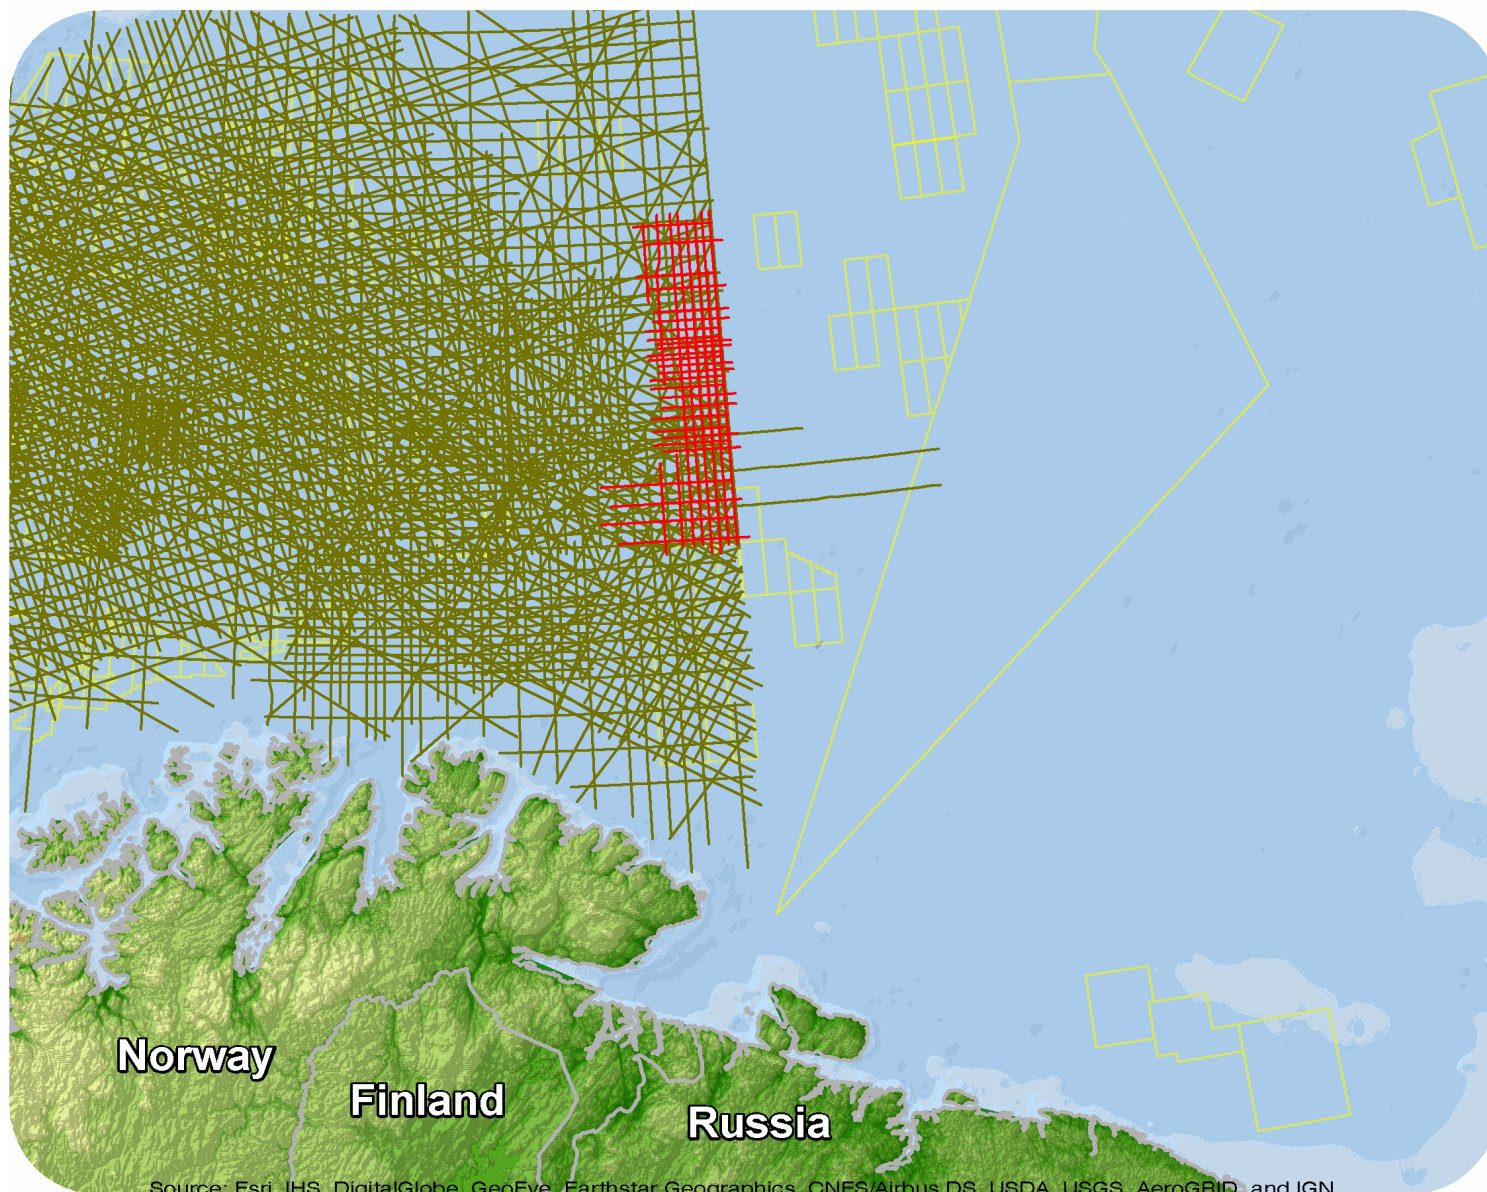 Norway
Finland
Russia
Source: Esri, IHS, DigitalGlobe, GeoEye, Earthstar Geographics, CNES/Airbus DS, USDA, USGS, AeroGRID, and IGN